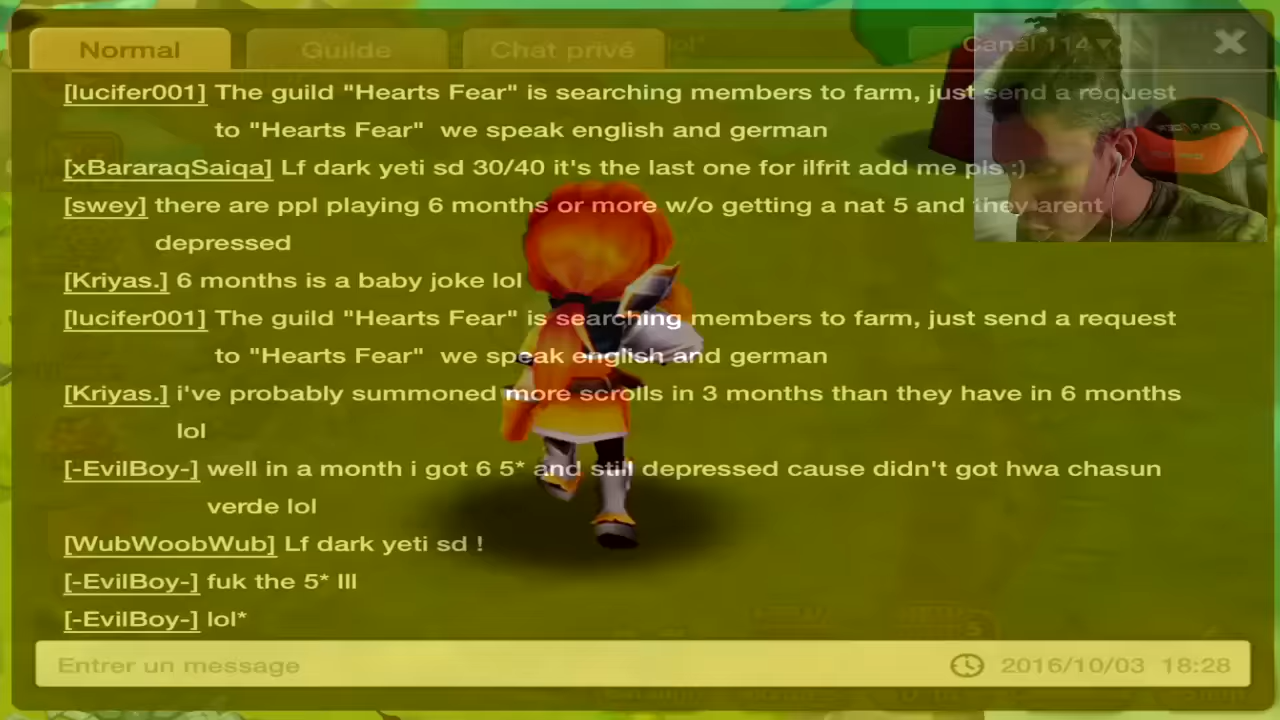 Normal Guilde Chat privé lol* Canal 114
[lucifer001] The guild "Hearts Fear" is searching members to farm, just send a request
to "Hearts Fear" we speak english and german
[xBararaqSaiqa] Lf dark yeti sd 30/40 it's the last one for ilfrit add me pls :)
[swey] there are ppl playing 6 months or more w/o getting a nat 5 and they arent
depressed
[Kriyas.] 6 months is a baby joke lol
[lucifer001] The guild "Hearts Fear" is searching members to farm, just send a request
to "Hearts Fear" we speak english and german
[Kriyas.] i've probably summoned more scrolls in 3 months than they have in 6 months
lol
[-EvilBoy-] well in a month i got 6 5* and still depressed cause didn't got hwa chasun
verde lol
[WubWoobWub] Lf dark yeti sd !
[-EvilBoy-] fuk the 5* lll
[-EvilBoy-] lol*
Entrer un message 2016/10/03 18:28